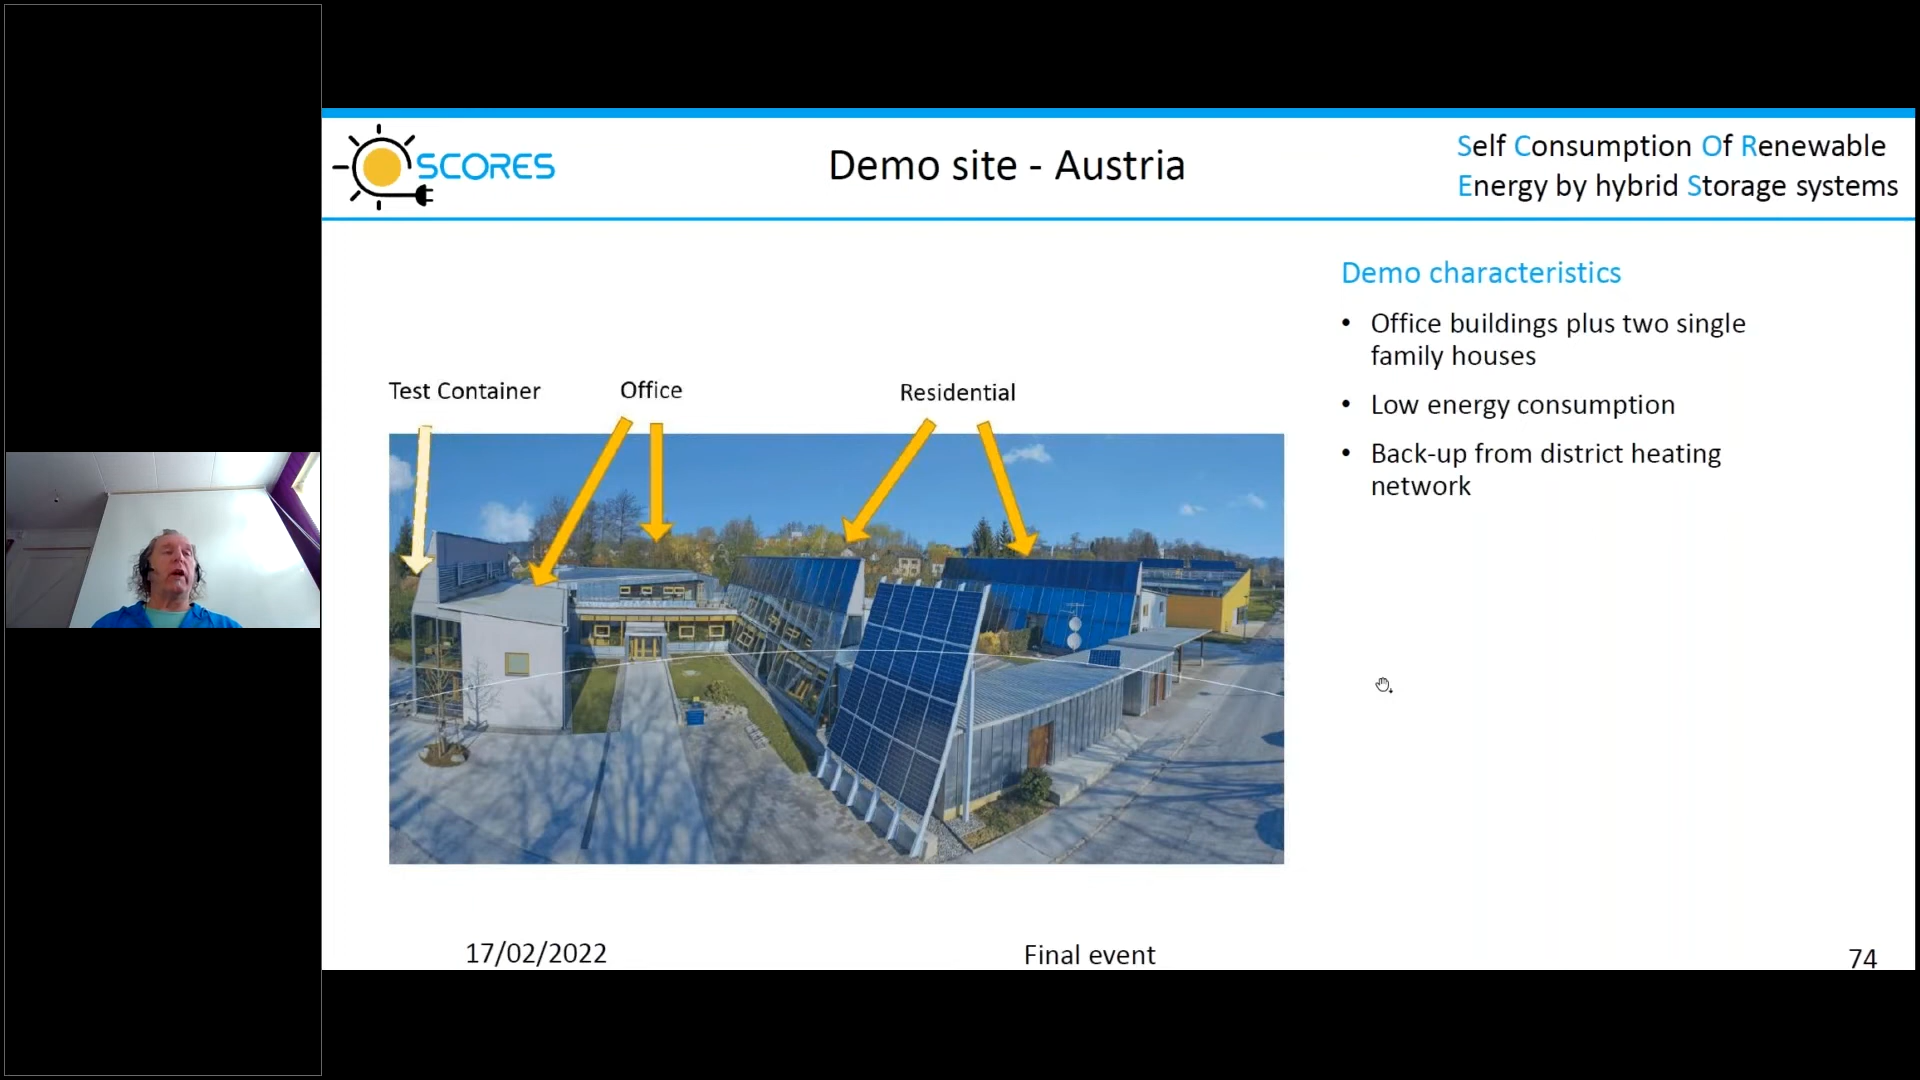 SCORES
Demo site - Austria
Self Consumption Of Renewable
Energy by hybrid Storage systems
Demo characteristics
• Office buildings plus two single
family houses
• Low energy consumption
• Back-up from district heating
network
Test Container
Office
Residential
17/02/2022
Final event
74